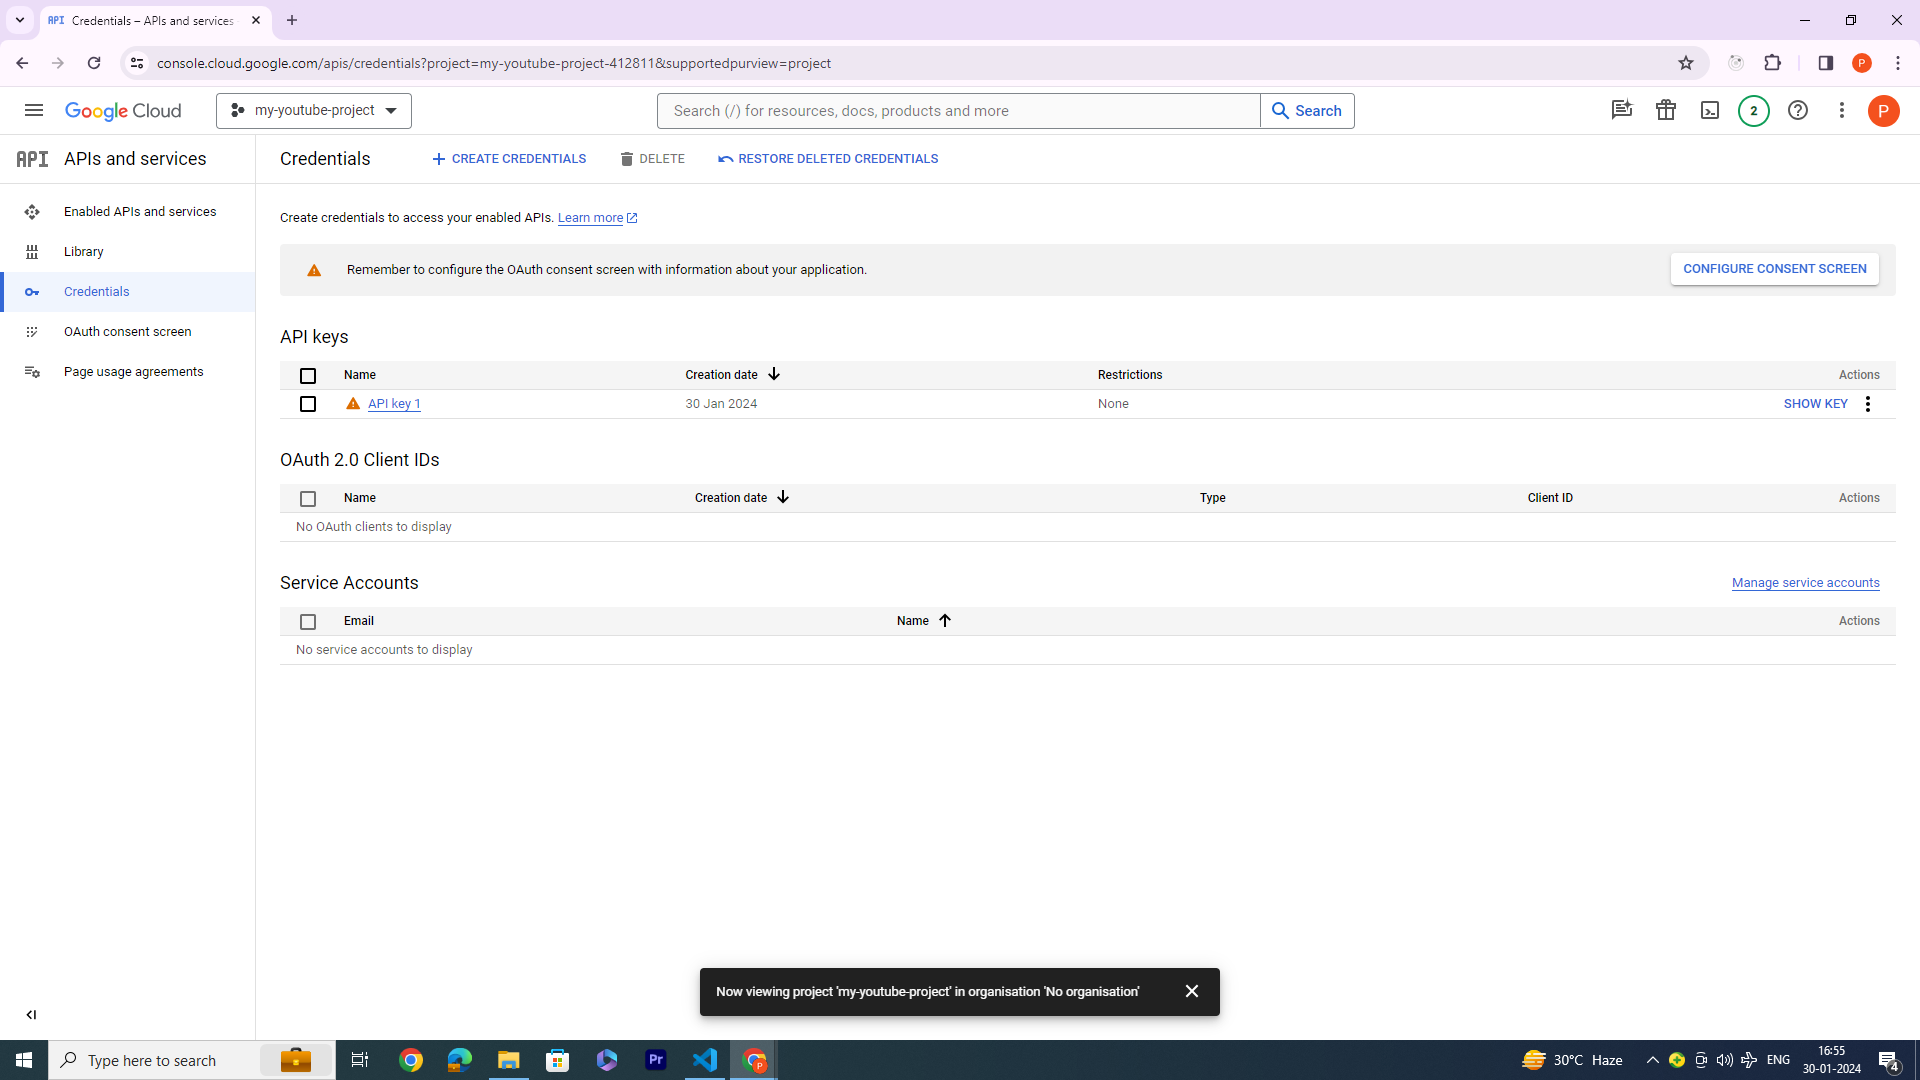 API Credentials – APIs and services
console.cloud.google.com/apis/credentials?project=my-youtube-project-412811&supportedpurview=project
P
Google Cloud
my-youtube-project
Search (/) for resources, docs, products and more
Search
2
P
API APIs and services
Credentials
CREATE CREDENTIALS
DELETE
RESTORE DELETED CREDENTIALS
Enabled APIs and services
Library
Credentials
OAuth consent screen
Page usage agreements
Create credentials to access your enabled APIs. Learn more
Remember to configure the OAuth consent screen with information about your application.
CONFIGURE CONSENT SCREEN
API keys
Name Creation date Restrictions Actions
API key 1 30 Jan 2024 None SHOW KEY
OAuth 2.0 Client IDs
Name Creation date Type Client ID Actions
No OAuth clients to display
Service Accounts
Manage service accounts
Email Name Actions
No service accounts to display
Now viewing project 'my-youtube-project' in organisation 'No organisation'
Type here to search
Pr
P
30°C Haze
ENG
16:55
30-01-2024
4